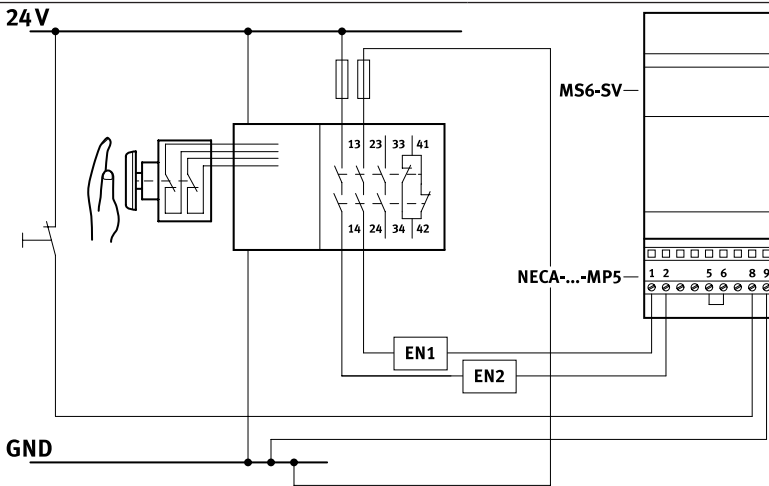 24 V
MS6-SV
13 23 33 41
14 24 34 42
NECA-...-MP5
1 2 5 6 8 9
EN1
EN2
GND